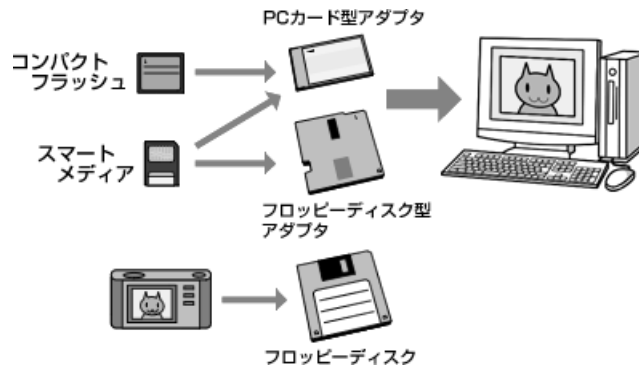 PCカード型アダプタ
コンパクト
フラッシュ
スマート
メディア
フロッピーディスク型
アダプタ
フロッピーディスク